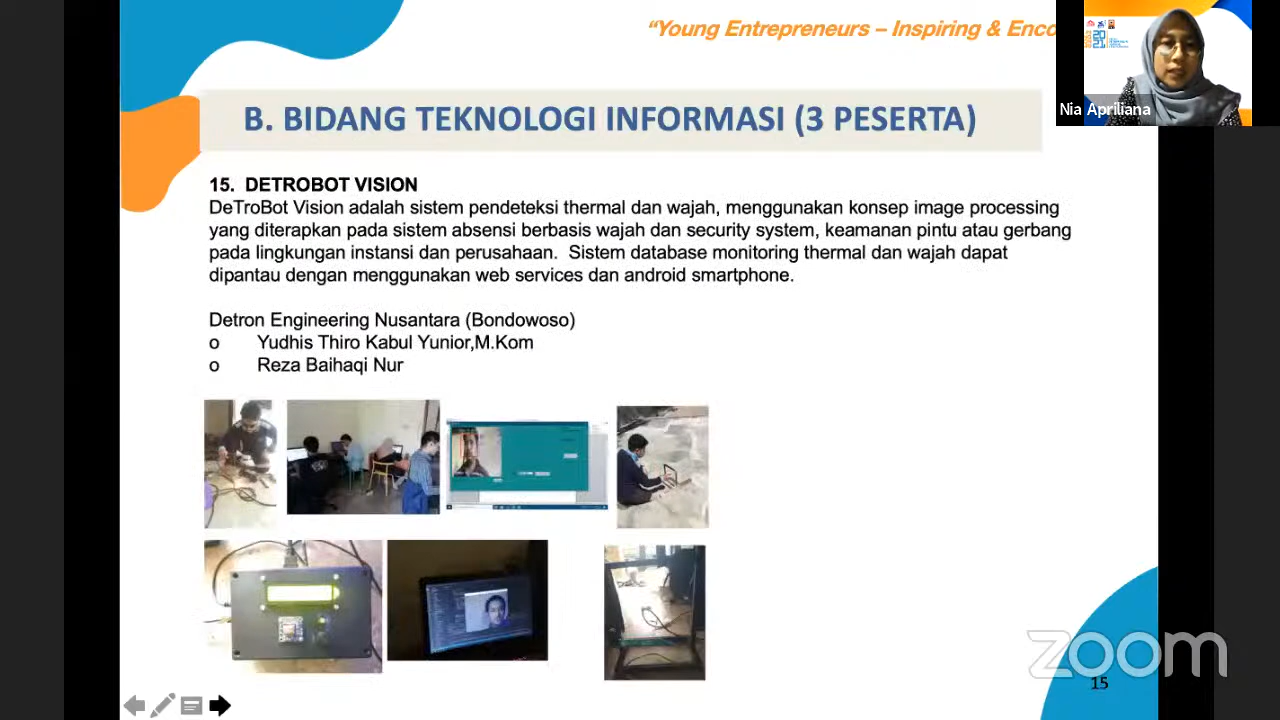 “Young Entrepreneurs – Inspiring & Enco
2021
Nia Apriliana
B. BIDANG TEKNOLOGI INFORMASI (3 PESERTA)
15. DETROBOT VISION
DeTroBot Vision adalah sistem pendeteksi thermal dan wajah, menggunakan konsep image processing
yang diterapkan pada sistem absensi berbasis wajah dan security system, keamanan pintu atau gerbang
pada lingkungan instansi dan perusahaan. Sistem database monitoring thermal dan wajah dapat
dipantau dengan menggunakan web services dan android smartphone.
Detron Engineering Nusantara (Bondowoso)
o Yudhis Thiro Kabul Yunior,M.Kom
o Reza Baihaqi Nur
zoom
15